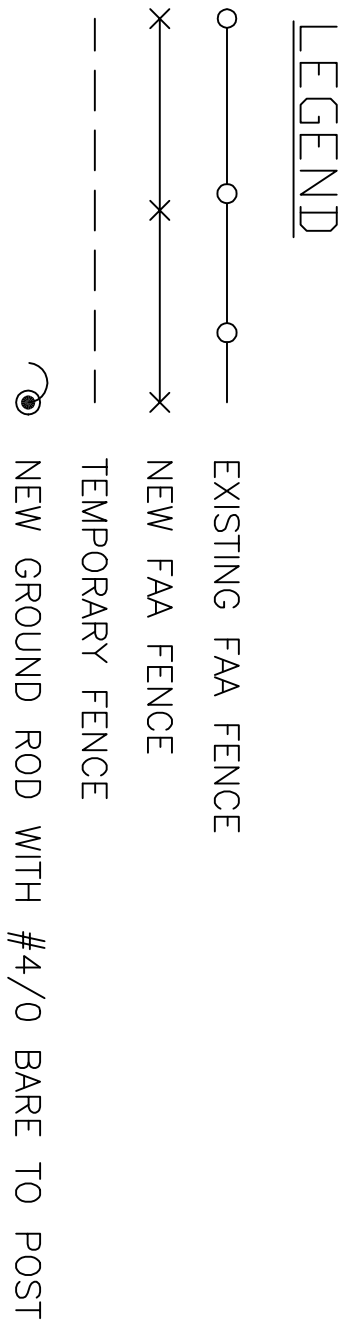 LEGEND
EXISTING FAA FENCE
NEW FAA FENCE
TEMPORARY FENCE
NEW GROUND ROD WITH #4/0 BARE TO POST